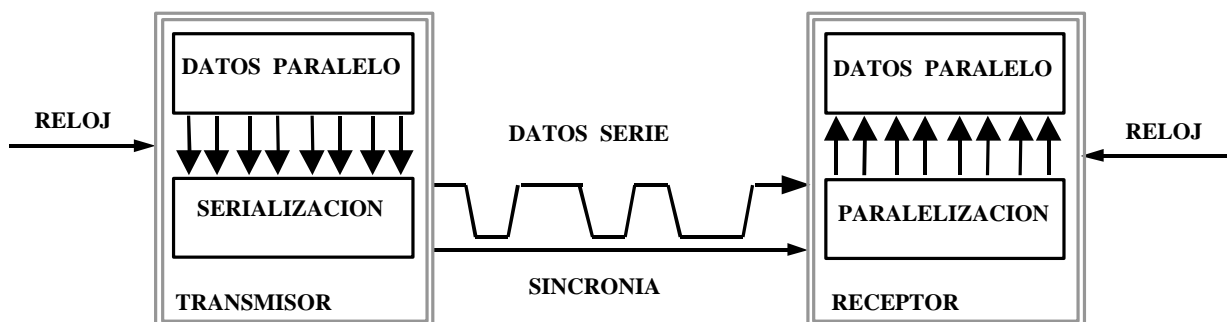 DATOS PARALELO
RELOJ
SERIALIZACION
TRANSMISOR
DATOS SERIE
SINCRONIA
DATOS PARALELO
RELOJ
PARALELIZACION
RECEPTOR